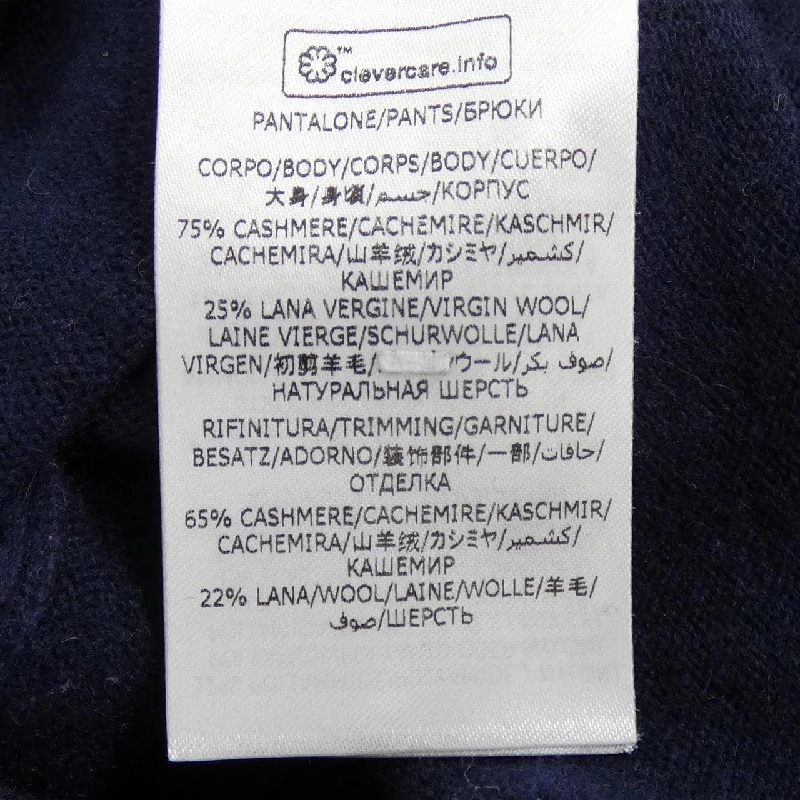 ™
clevercare.info
PANTALONE/PANTS/БРЮКИ
CORPO/BODY/CORPS/BODY/CUERPO/
大身/身頃/جسم/КОРПУС
75% CASHMERE/CACHEMIRE/KASCHMIR/
CACHEMIRA/山羊绒/カシミヤ/كشمير/
КАШЕМИР
25% LANA VERGINE/VIRGIN WOOL/
LAINE VIERGE/SCHURWOLLE/LANA
VIRGEN/初剪羊毛/ウール/صوف بكر/
НАТУРАЛЬНАЯ ШЕРСТЬ
RIFINITURA/TRIMMING/GARNITURE/
BESATZ/ADORNO/装饰部件/一部/حافات/
ОТДЕЛКА
65% CASHMERE/CACHEMIRE/KASCHMIR/
CACHEMIRA/山羊绒/カシミヤ/كشمير/
КАШЕМИР
22% LANA/WOOL/LAINE/WOLLE/羊毛/
صوف/ШЕРСТЬ